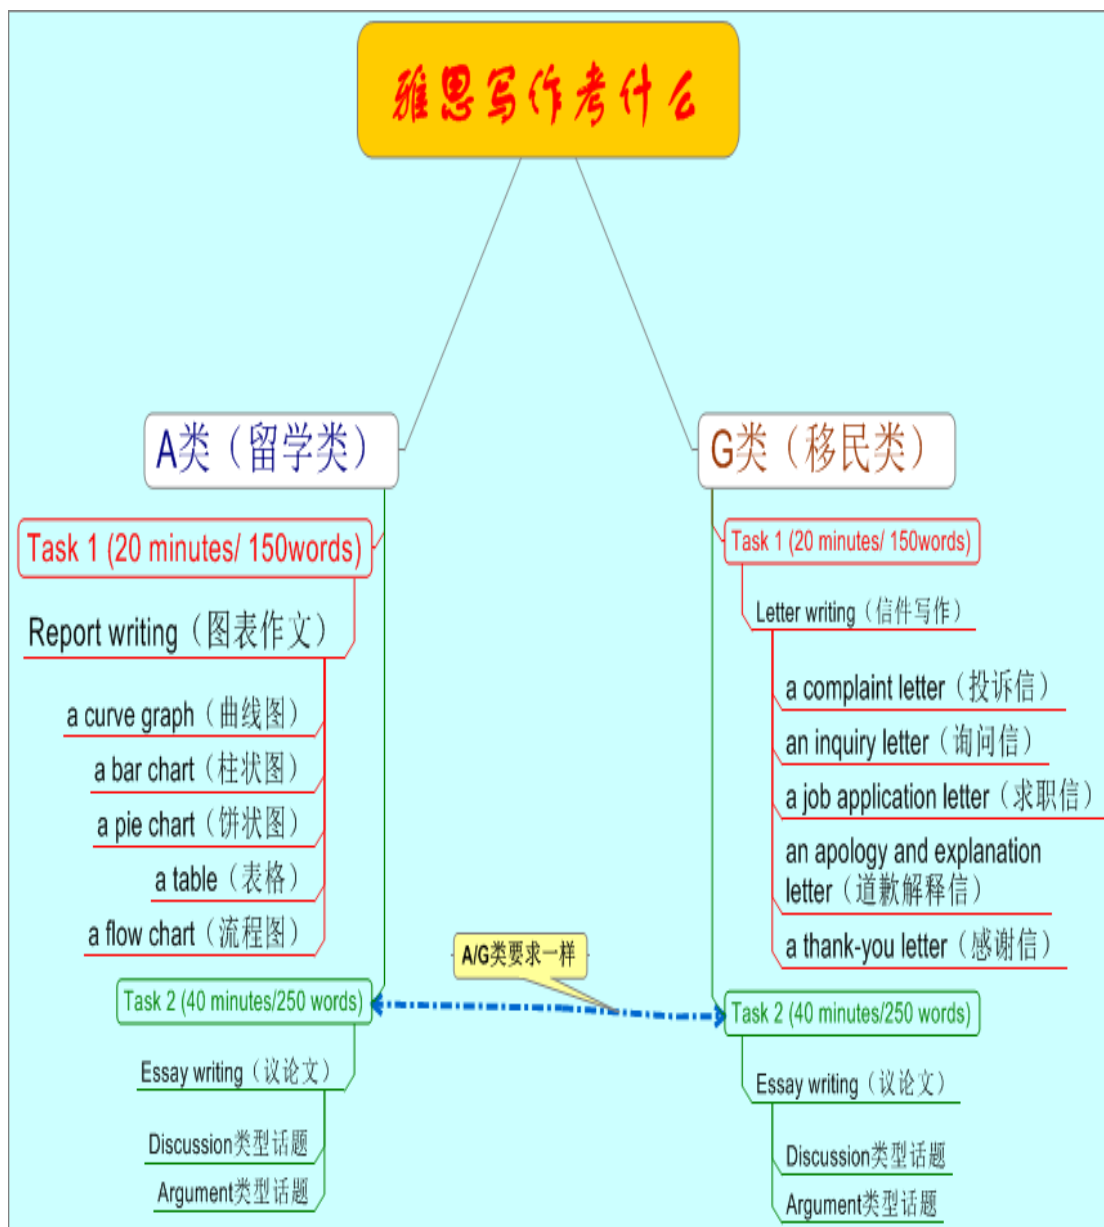 雅思写作考什么
A类（留学类）
Task 1 (20 minutes/ 150words)
Report writing（图表作文）
a curve graph（曲线图）
a bar chart（柱状图）
a pie chart（饼状图）
a table（表格）
a flow chart（流程图）
Task 2 (40 minutes/250 words)
Essay writing（议论文）
Discussion类型话题
Argument类型话题
A/G类要求一样
G类（移民类）
Task 1 (20 minutes/ 150words)
Letter writing（信件写作）
a complaint letter（投诉信）
an inquiry letter（询问信）
a job application letter（求职信）
an apology and explanation
letter（道歉解释信）
a thank-you letter（感谢信）
Task 2 (40 minutes/250 words)
Essay writing（议论文）
Discussion类型话题
Argument类型话题